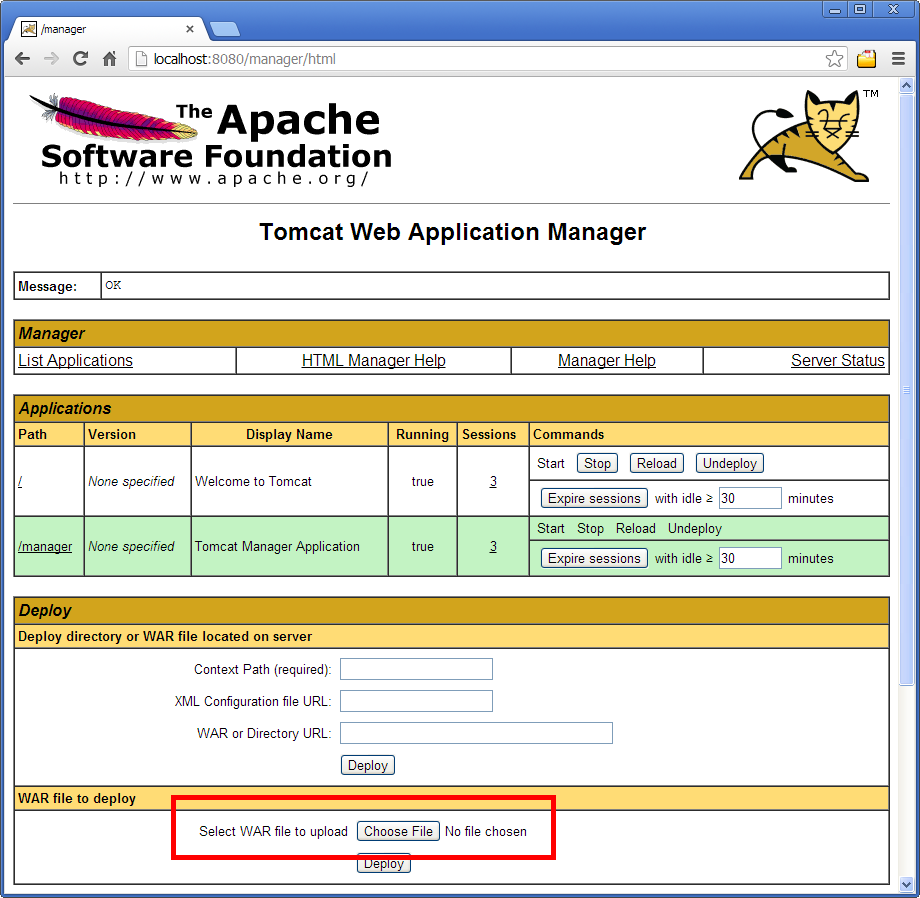 /manager
localhost:8080/manager/html
The Apache
Software Foundation
http://www.apache.org/
TM
Tomcat Web Application Manager
Message: OK
Manager
List Applications HTML Manager Help Manager Help Server Status
Applications
Path Version Display Name Running Sessions Commands
/ None specified Welcome to Tomcat true 3 Start Stop Reload Undeploy
Expire sessions with idle ≥ 30 minutes
/manager None specified Tomcat Manager Application true 3 Start Stop Reload Undeploy
Expire sessions with idle ≥ 30 minutes
Deploy
Deploy directory or WAR file located on server
Context Path (required):
XML Configuration file URL:
WAR or Directory URL:
Deploy
WAR file to deploy
Select WAR file to upload Choose File No file chosen
Deploy